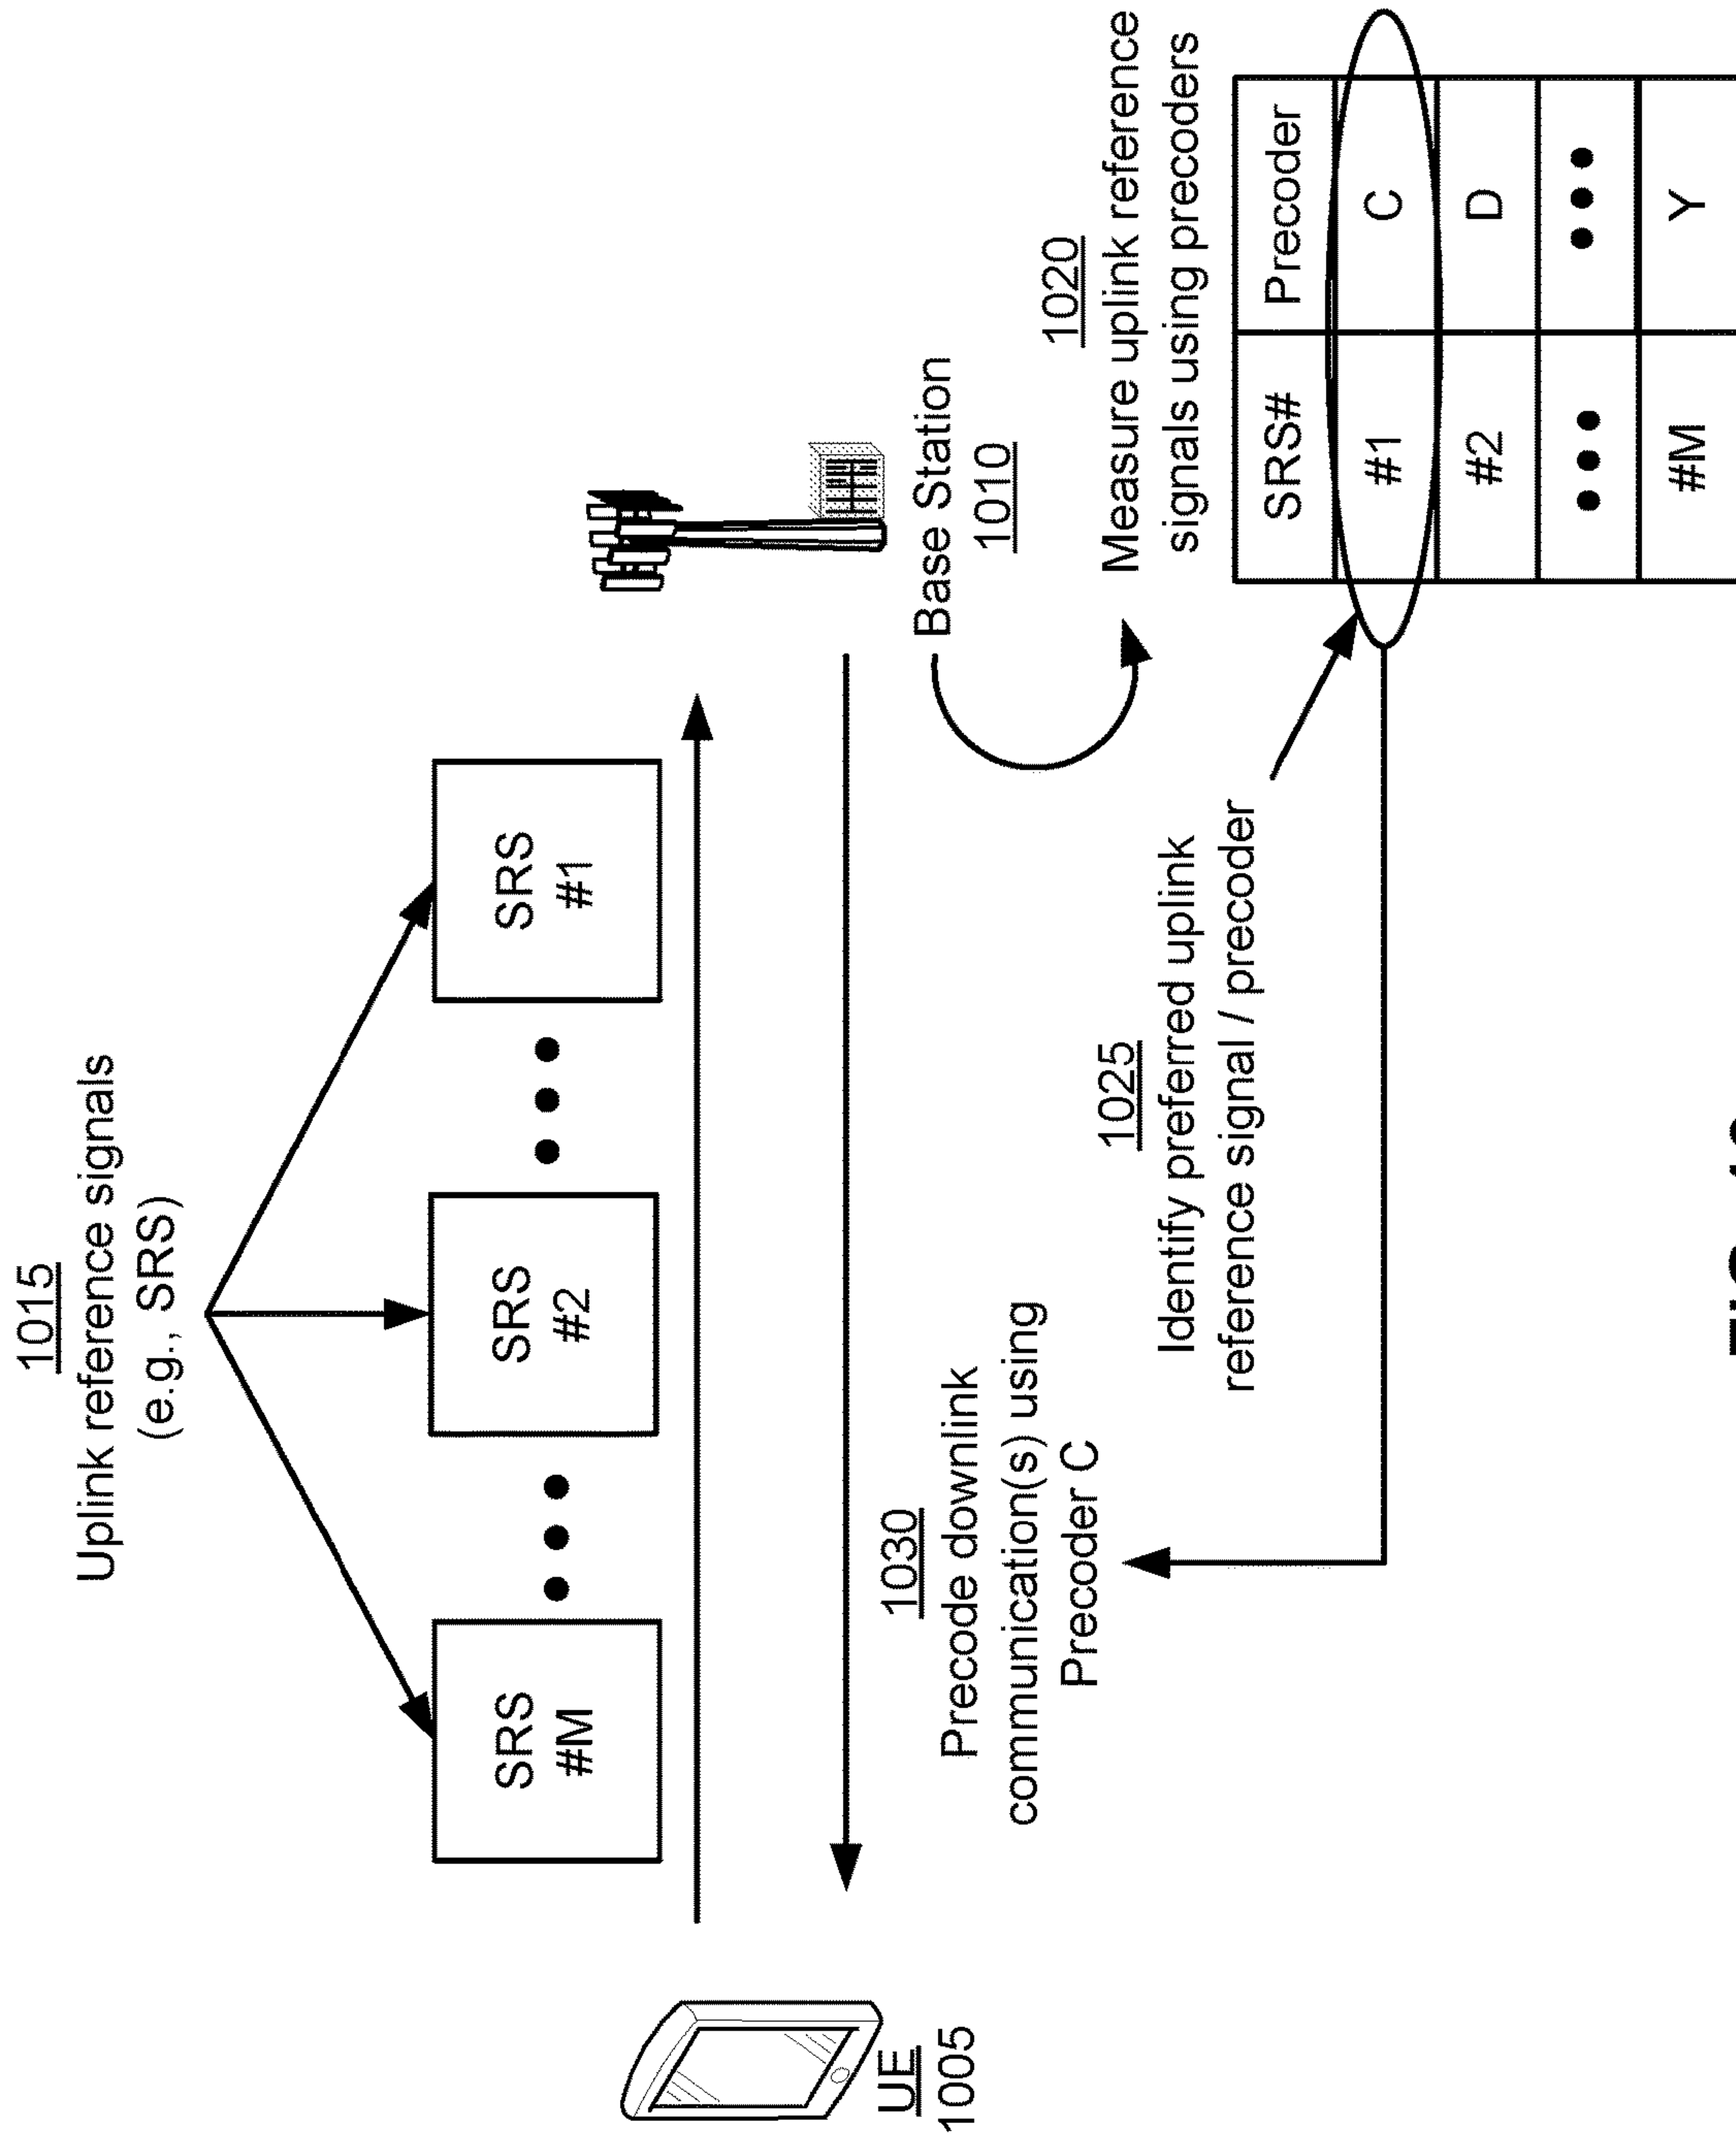 1015
Uplink reference signals
(e.g., SRS)
SRS
#M
SRS
#2
SRS
#1
UE
1005
Base Station
1010
1030
Precode downlink
communication(s) using
Precoder C
1025
Identify preferred uplink
reference signal / precoder
1020
Measure uplink reference
signals using precoders
SRS# Precoder
#1 C
#2 D
#M Y